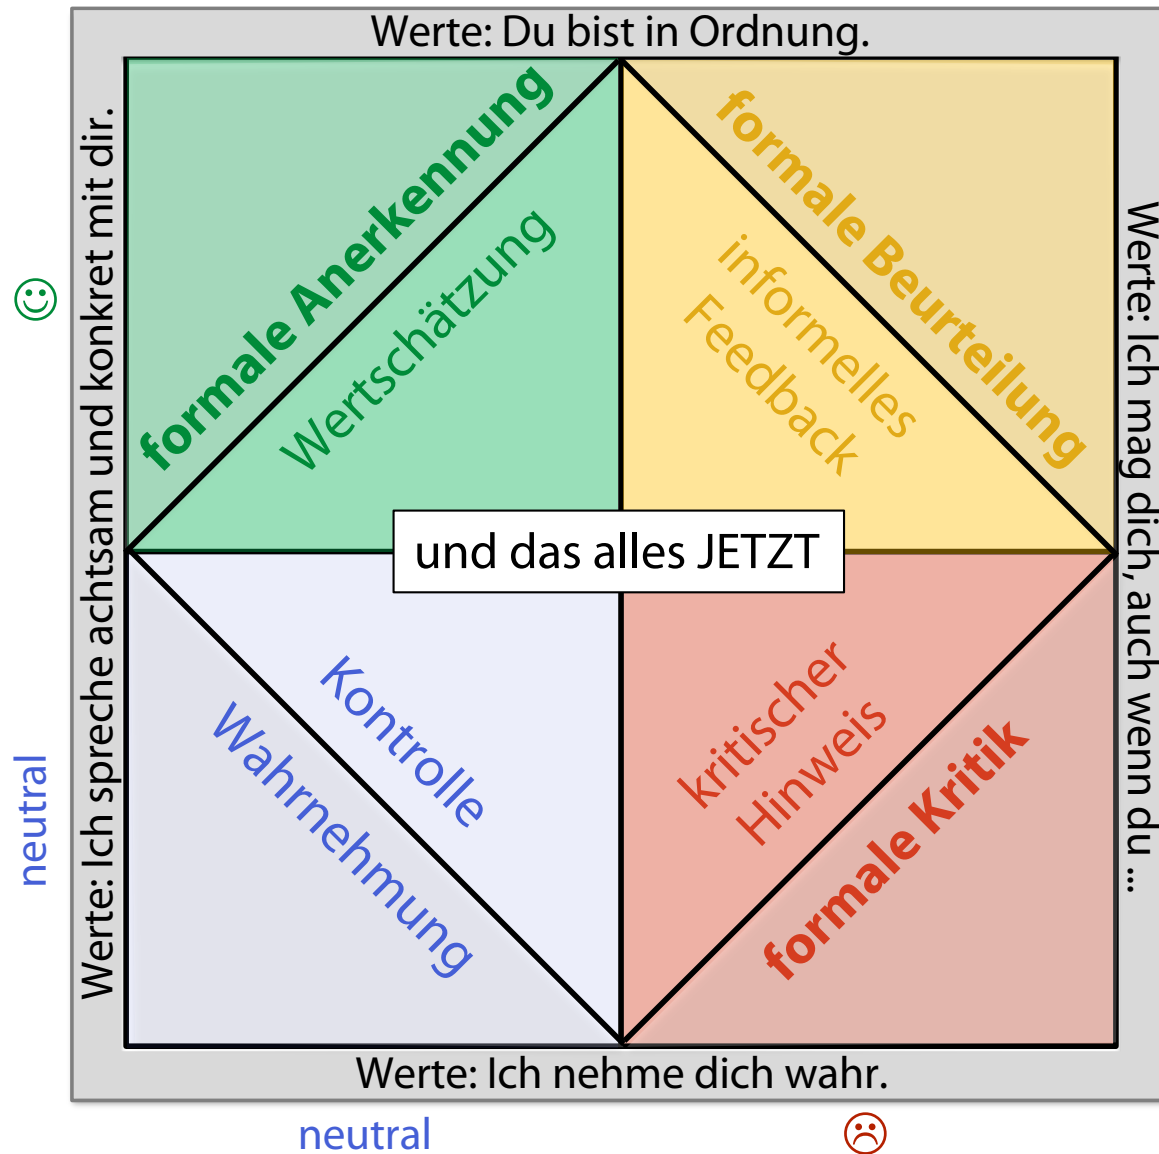 Werte: Du bist in Ordnung.
Werte: Ich spreche achtsam und konkret mit dir.
formale Anerkennung
Wertschätzung
formale Beurteilung
informelles
Feedback
Werte: Ich mag dich, auch wenn du ...
und das alles JETZT
neutral
Kontrolle
Wahrnehmung
kritischer
Hinweis
formale Kritik
Werte: Ich nehme dich wahr.
neutral